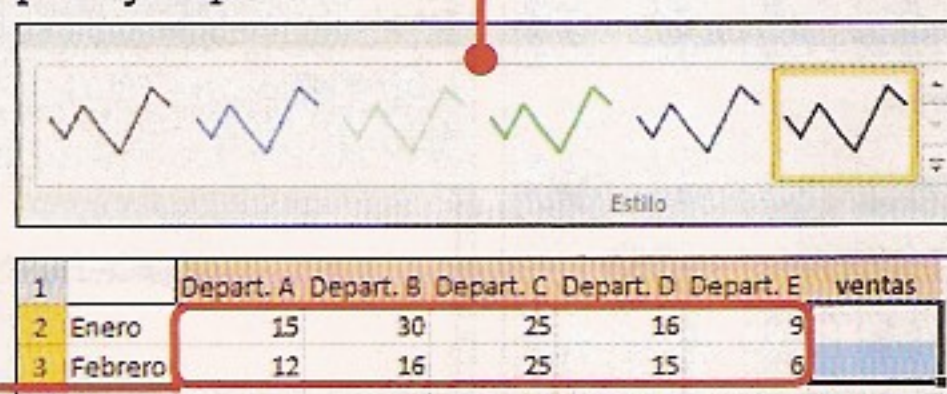 Estilo
1 Depart. A Depart. B Depart. C Depart. D Depart. E ventas
2 Enero 15 30 25 16 9
3 Febrero 12 16 25 15 6